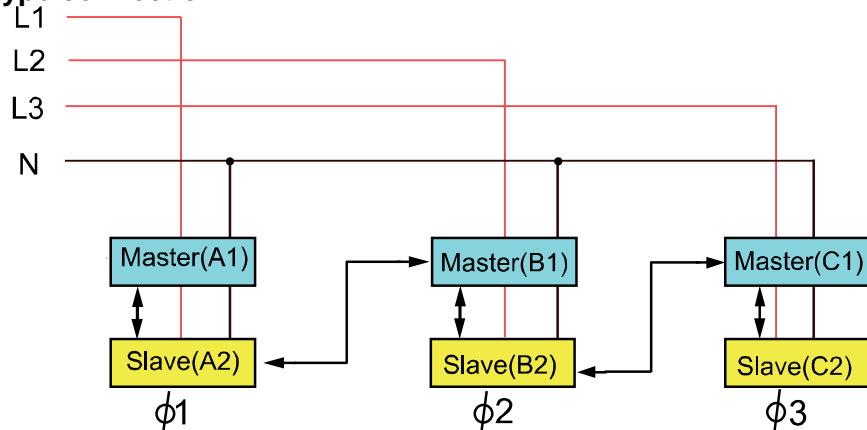 L1
L2
L3
N
Master(A1) Master(B1) Master(C1)
Slave(A2) Slave(B2) Slave(C2)
ϕ1 ϕ2 ϕ3